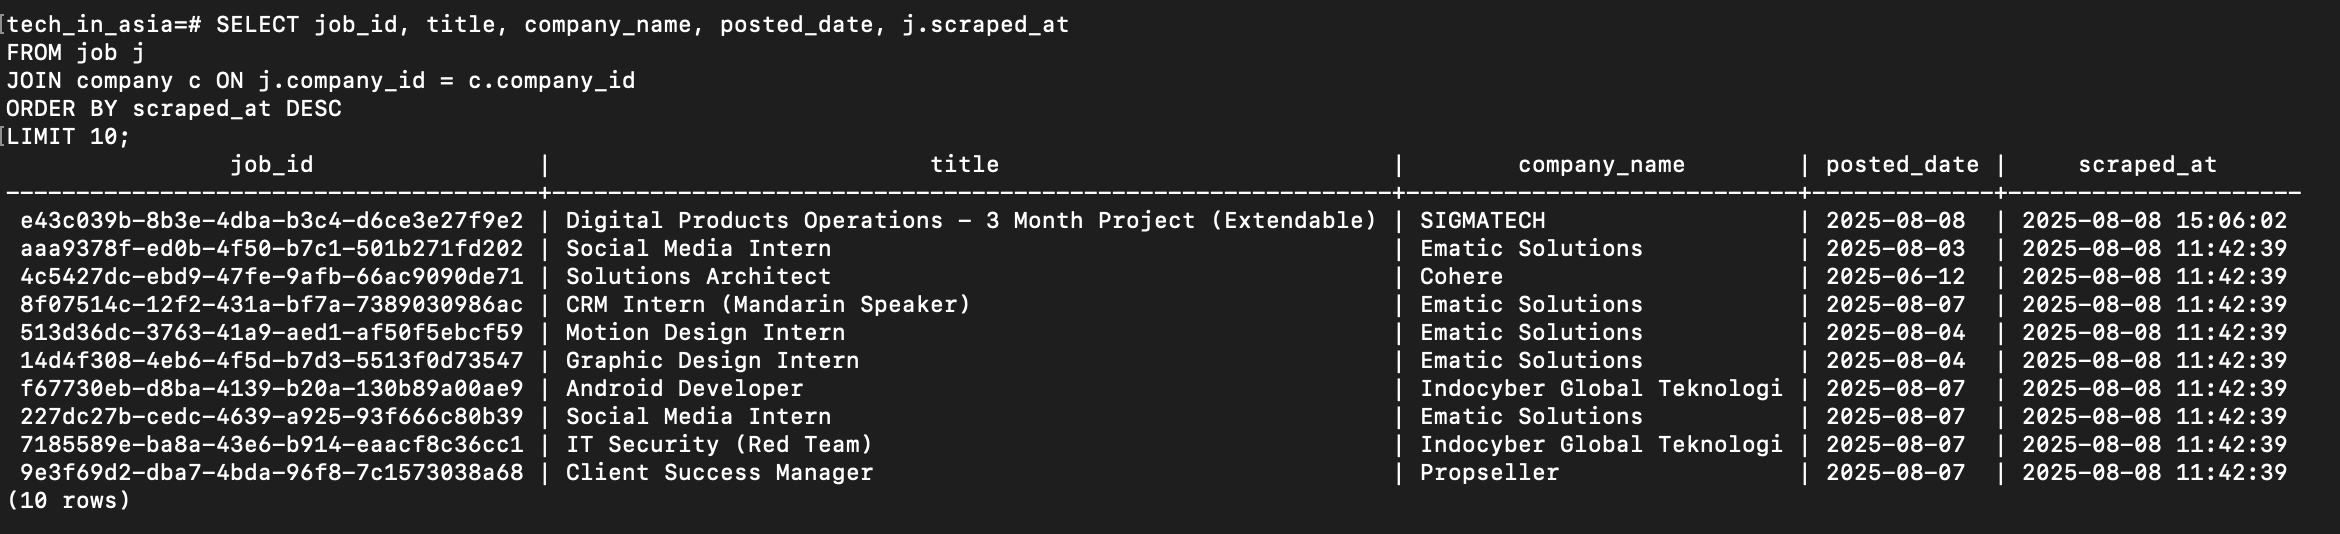 tech_in_asia=# SELECT job_id, title, company_name, posted_date, j.scraped_at
FROM job j
JOIN company c ON j.company_id = c.company_id
ORDER BY scraped_at DESC
LIMIT 10;
job_id | title | company_name | posted_date | scraped_at
--------------------------------------+------------------------------------------------------------+----------------------------+-------------+---------------------
e43c039b-8b3e-4dba-b3c4-d6ce3e27f9e2 | Digital Products Operations – 3 Month Project (Extendable) | SIGMATECH | 2025-08-08 | 2025-08-08 15:06:02
aaa9378f-ed0b-4f50-b7c1-501b271fd202 | Social Media Intern | Ematic Solutions | 2025-08-03 | 2025-08-08 11:42:39
4c5427dc-ebd9-47fe-9afb-66ac9090de71 | Solutions Architect | Cohere | 2025-06-12 | 2025-08-08 11:42:39
8f07514c-12f2-431a-bf7a-7389030986ac | CRM Intern (Mandarin Speaker) | Ematic Solutions | 2025-08-07 | 2025-08-08 11:42:39
513d36dc-3763-41a9-aed1-af50f5ebcf59 | Motion Design Intern | Ematic Solutions | 2025-08-04 | 2025-08-08 11:42:39
14d4f308-4eb6-4f5d-b7d3-5513f0d73547 | Graphic Design Intern | Ematic Solutions | 2025-08-04 | 2025-08-08 11:42:39
f67730eb-d8ba-4139-b20a-130b89a00ae9 | Android Developer | Indocyber Global Teknologi | 2025-08-07 | 2025-08-08 11:42:39
227dc27b-cedc-4639-a925-93f666c80b39 | Social Media Intern | Ematic Solutions | 2025-08-07 | 2025-08-08 11:42:39
7185589e-ba8a-43e6-b914-eaacf8c36cc1 | IT Security (Red Team) | Indocyber Global Teknologi | 2025-08-07 | 2025-08-08 11:42:39
9e3f69d2-dba7-4bda-96f8-7c1573038a68 | Client Success Manager | Propseller | 2025-08-07 | 2025-08-08 11:42:39
(10 rows)